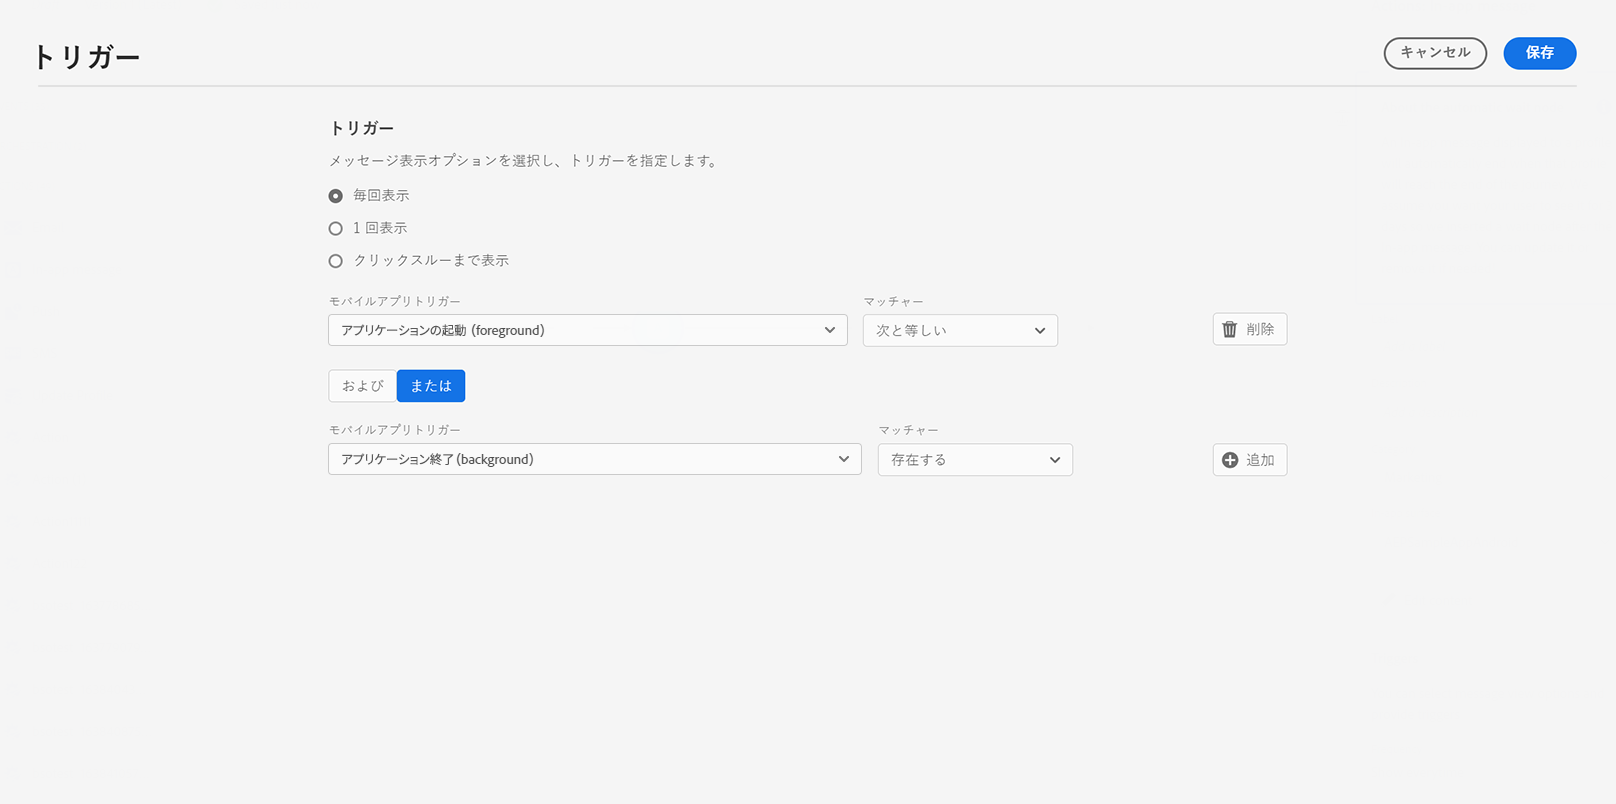 トリガー
キャンセル
保存
トリガー
メッセージ表示オプションを選択し、トリガーを指定します。
毎回表示
1 回表示
クリックスルーまで表示
モバイルアプリトリガー
マッチャー
アプリケーションの起動 (foreground)
次と等しい
削除
および
または
モバイルアプリトリガー
マッチャー
アプリケーション終了 (background)
存在する
追加